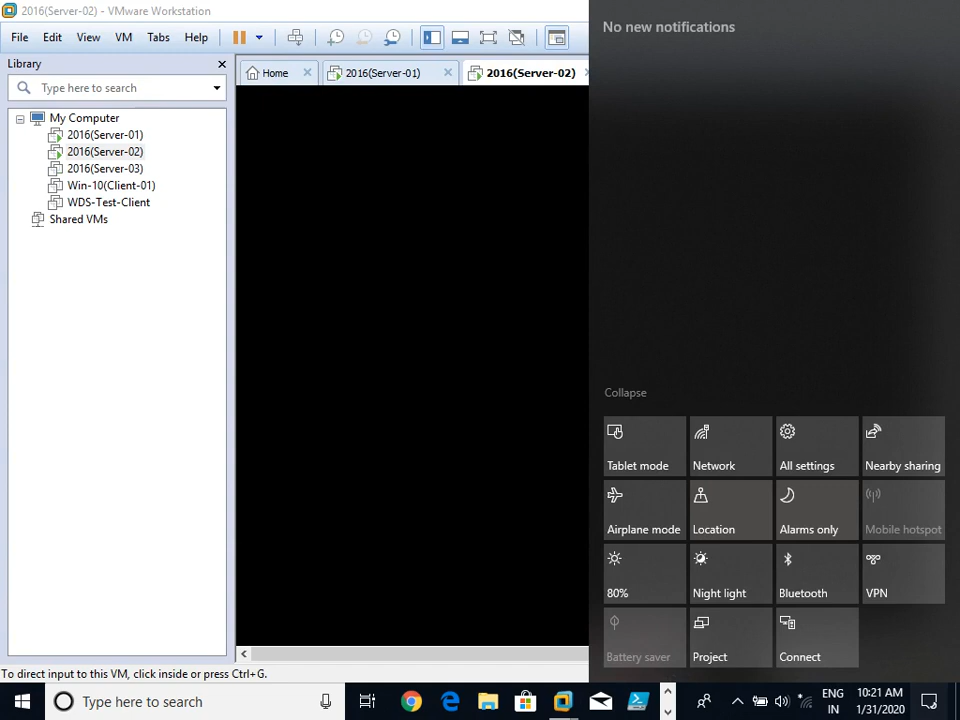 2016(Server-02) - VMware Workstation
File Edit View VM Tabs Help
Library
Type here to search
Home 2016(Server-01) 2016(Server-02)
My Computer
2016(Server-01)
2016(Server-02)
2016(Server-03)
Win-10(Client-01)
WDS-Test-Client
Shared VMs
To direct input to this VM, click inside or press Ctrl+G.
No new notifications
Collapse
Tablet mode Network All settings Nearby sharing
Airplane mode Location Alarms only Mobile hotspot
80% Night light Bluetooth VPN
Battery saver Project Connect
Type here to search
ENG
IN
10:21 AM
1/31/2020